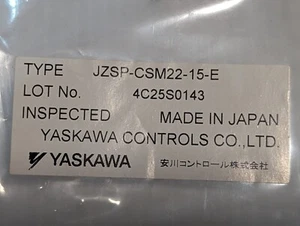 TYPE JZSP-CSM22-15-E
LOT No. 4C25S0143
INSPECTED MADE IN JAPAN
YASKAWA CONTROLS CO.,LTD.
YASKAWA 安川コントロール株式会社